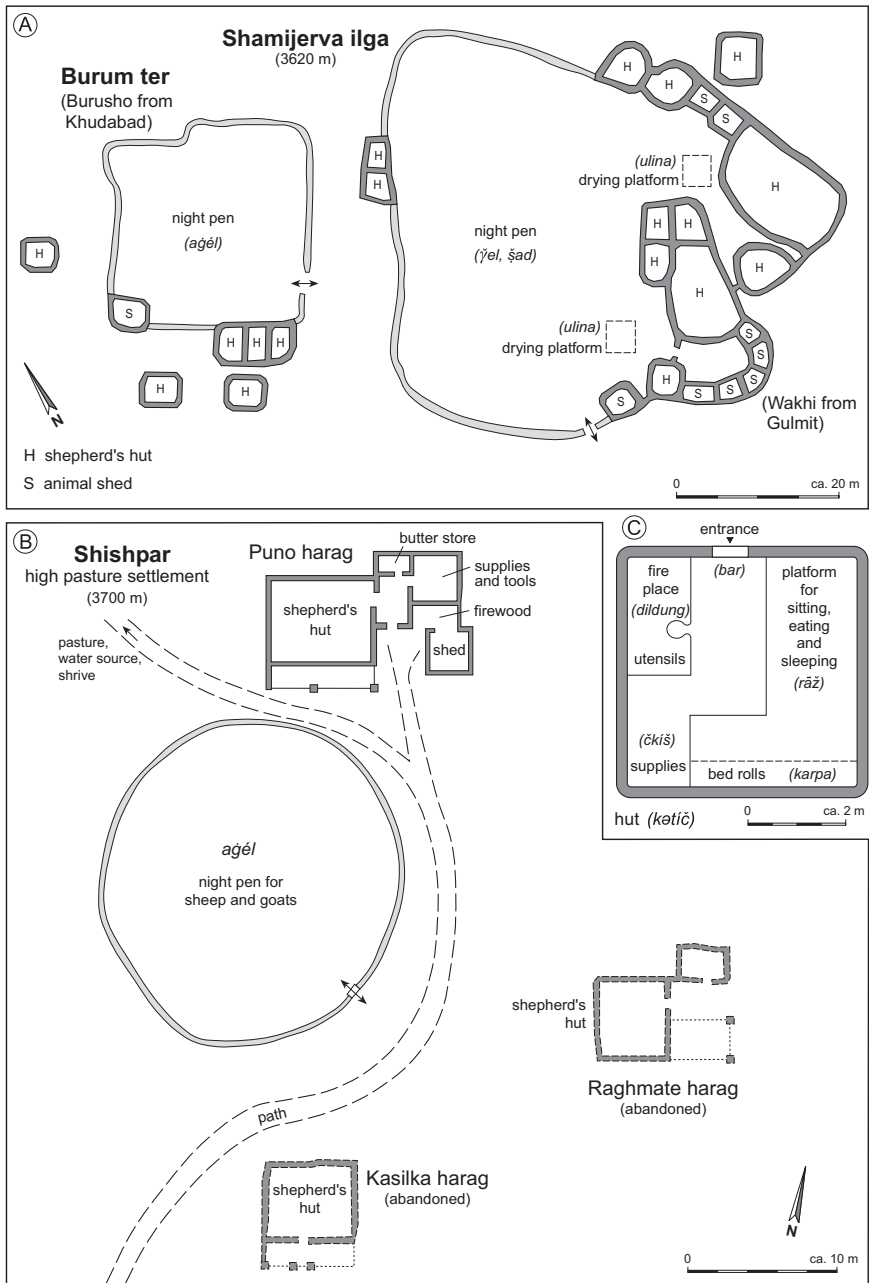 A
Shamijerva ilga
(3620 m)
Burum ter
(Burusho from
Khudabad)
night pen
(aġél)
H
S
H
H
H
H
H
H
H
night pen
(γ̌el, ṣ̌ad)
H
H
S
S
H
H
(ulina)
drying platform
H
H
H
H
H
(ulina)
drying platform
H
S
S
S
S
S
S
(Wakhi from
Gulmit)
N
H shepherd's hut
S animal shed
0 ca. 20 m
B
Shishpar
high pasture settlement
(3700 m)
pasture,
water source,
shrive
Puno harag
butter store
supplies
and tools
firewood
shepherd's
hut
shed
aġél
night pen for
sheep and goats
path
shepherd's
hut
Raghmate harag
(abandoned)
shepherd's
hut
Kasilka harag
(abandoned)
N
0 ca. 10 m
C
entrance
(bar)
fire
place
(dildung)
utensils
platform
for
sitting,
eating
and
sleeping
(rāž)
(čkíš)
supplies
bed rolls (karpa)
hut (kətíč)
0 ca. 2 m